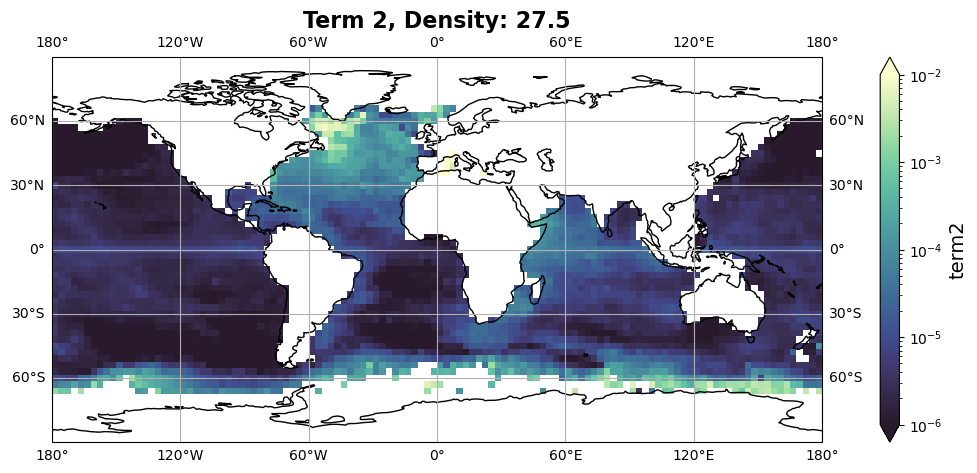 Term 2, Density: 27.5
180° 120°W 60°W 0° 60°E 120°E 180°
60°N 60°N
30°N 30°N
0° 0°
30°S 30°S
60°S 60°S
180° 120°W 60°W 0° 60°E 120°E 180°
10⁻²
10⁻³
10⁻⁴
10⁻⁵
10⁻⁶
term2